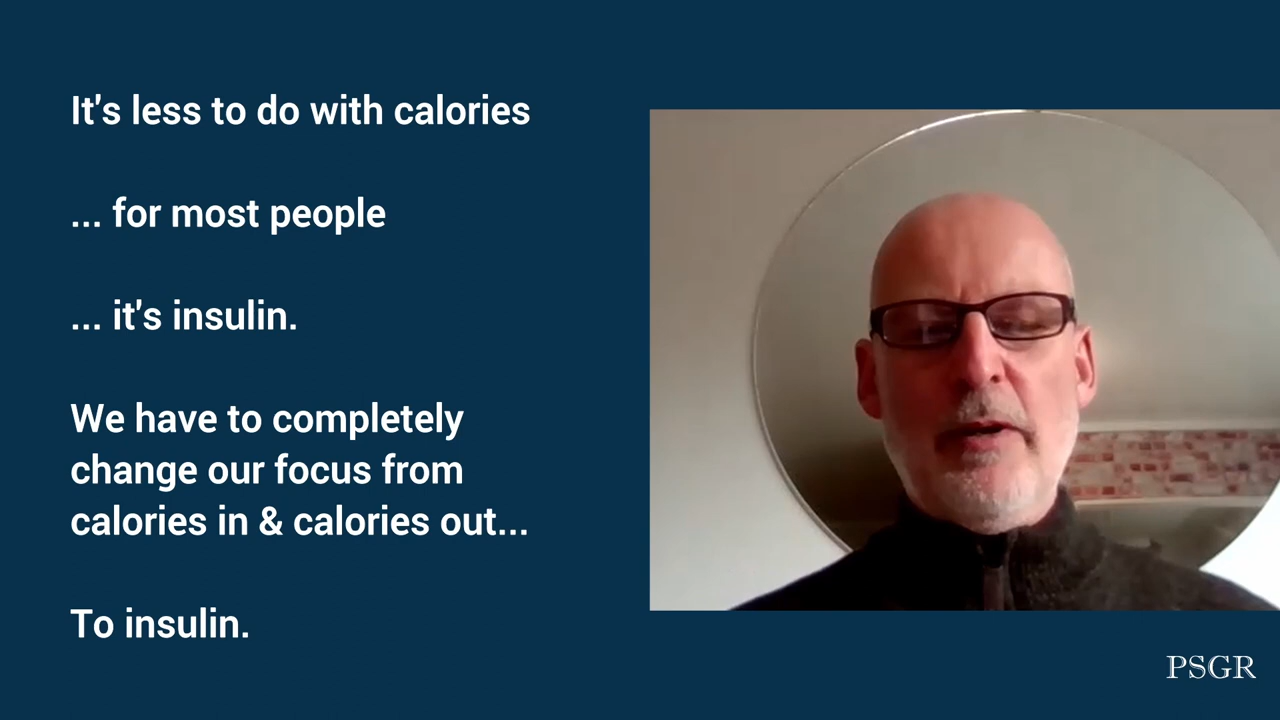 It's less to do with calories
... for most people
... it's insulin.
We have to completely
change our focus from
calories in & calories out...
To insulin.
PSGR